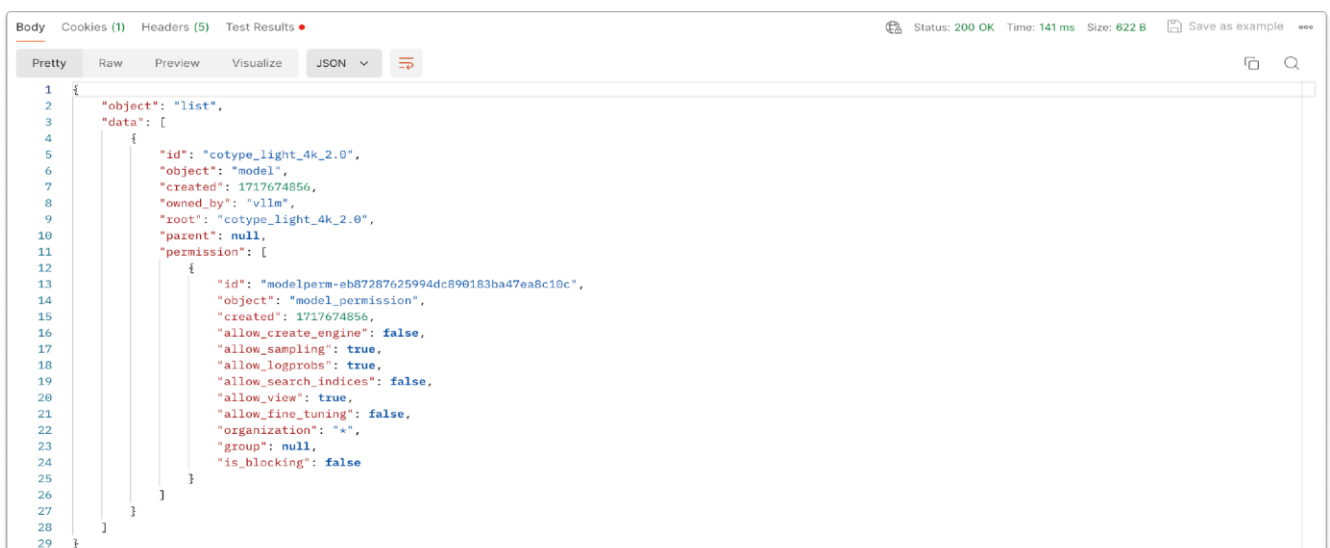 Body Cookies (1) Headers (5) Test Results Status: 200 OK Time: 141 ms Size: 622 B Save as example
Pretty Raw Preview Visualize JSON
1 {
2 "object": "list",
3 "data": [
4 {
5 "id": "cotype_light_4k_2.0",
6 "object": "model",
7 "created": 1717674856,
8 "owned_by": "vllm",
9 "root": "cotype_light_4k_2.0",
10 "parent": null,
11 "permission": [
12 {
13 "id": "modelperm-eb87287625994dc890183ba47ea8c10c",
14 "object": "model_permission",
15 "created": 1717674856,
16 "allow_create_engine": false,
17 "allow_sampling": true,
18 "allow_logprobs": true,
19 "allow_search_indices": false,
20 "allow_view": true,
21 "allow_fine_tuning": false,
22 "organization": "*",
23 "group": null,
24 "is_blocking": false
25 }
26 ]
27 }
28 ]
29 }